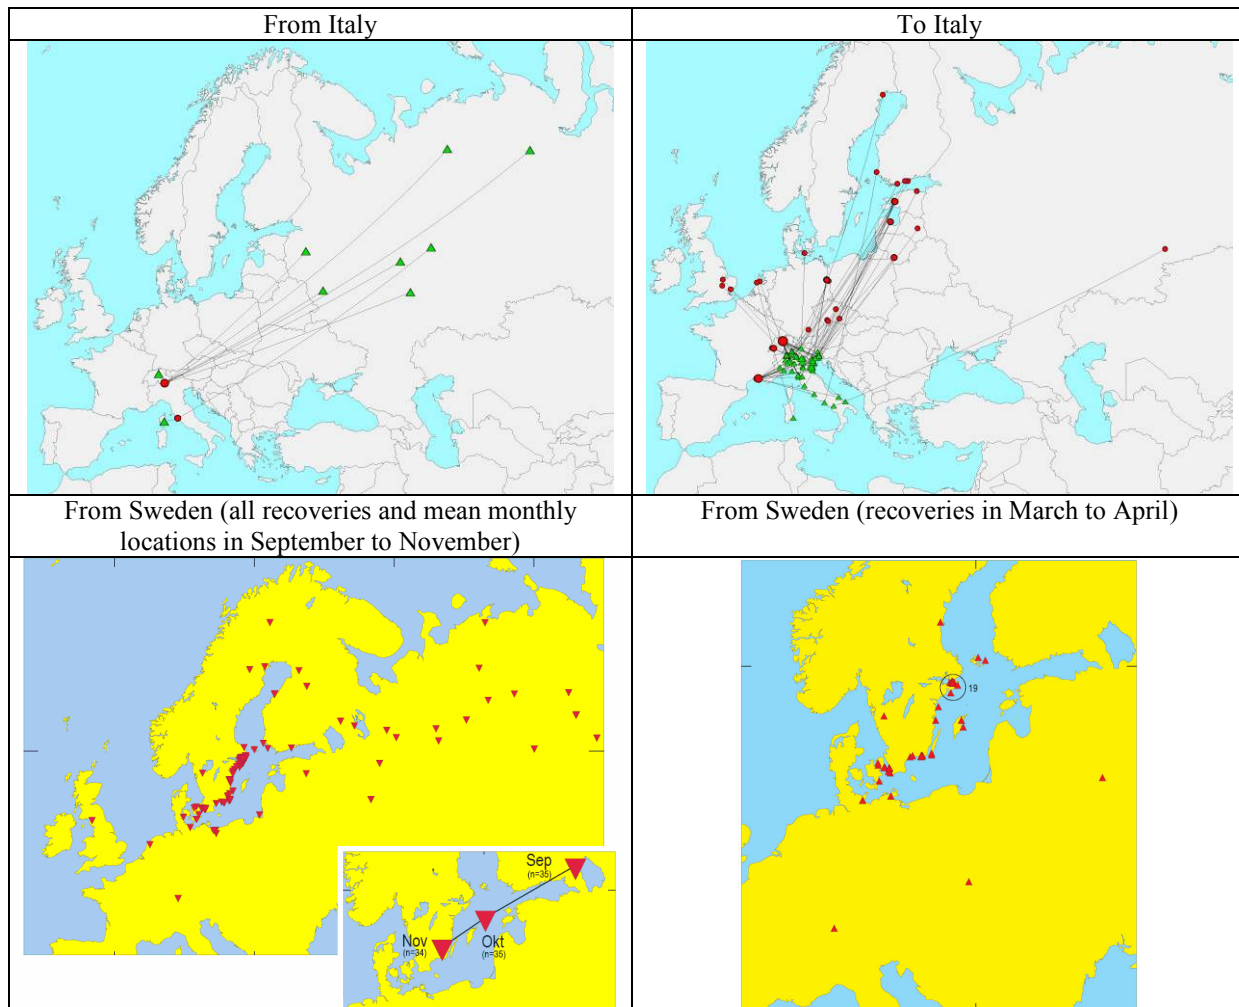 From Italy
To Italy
From Sweden (all recoveries and mean monthly
locations in September to November)
From Sweden (recoveries in March to April)
19
Sep
(n=35)
Nov
(n=34)
Okt
(n=35)